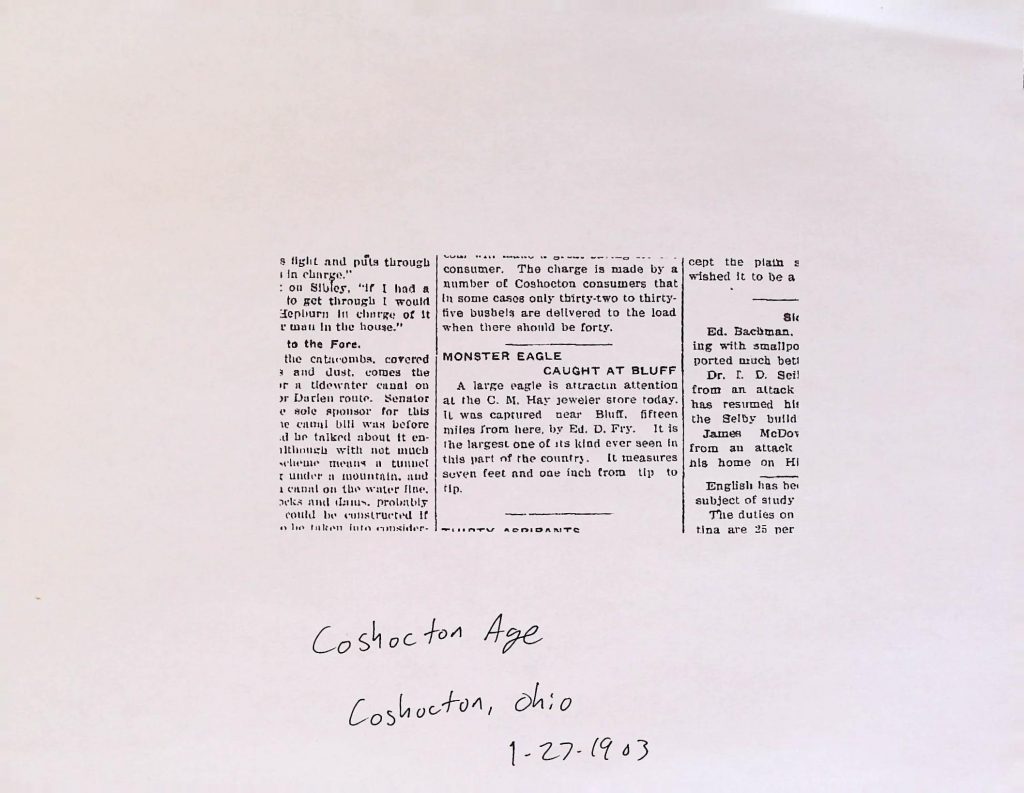 s fight and puts through
in charge."
: on Sibley, "if I had a
to get through I would
Hepburn in charge of it
r man in the house."
to the Fore.
the catacombs, covered
s and dust, comes the
or a tidewater canal on
or Darien route. Senator
e sole sponsor for this
ie canal bill was before
d he talked about it en-
lthough with not much
scheme means a tunnel
t under a mountain, and
a canal on the water line.
ocks and dams, probably
could be constructed if
o be taken into consider-
consumer. The charge is made by a
number of Coshocton consumers that
in some cases only thirty-two to thirty-
five bushels are delivered to the load
when there should be forty.
MONSTER EAGLE
CAUGHT AT BLUFF
A large eagle is attractin attention
at the C. M. Hay jeweler store today.
It was captured near Bluff, fifteen
miles from here, by Ed. D. Fry. It is
the largest one of its kind ever seen in
this part of the country. It measures
seven feet and one inch from tip to
tip.
THIRTY ASPIRANTS
cept the plain s
wished it to be a
Sic
Ed. Bachman,
ing with smallpo
ported much bett
Dr. I. D. Seil
from an attack
has resumed his
the Selby build
James McDov
from an attack
his home on Hi
English has be
subject of study
The duties on
tina are 25 per
Coshocton Age
Coshocton, Ohio
1-27-1903